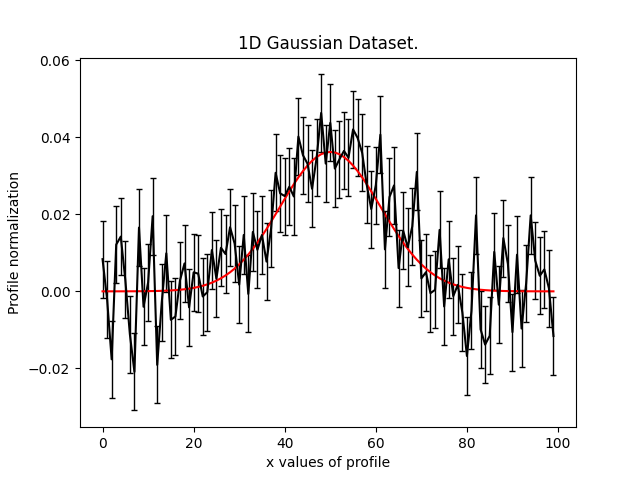 1D Gaussian Dataset.
0.06
0.04
0.02
0.00
−0.02
Profile normalization
0 20 40 60 80 100
x values of profile